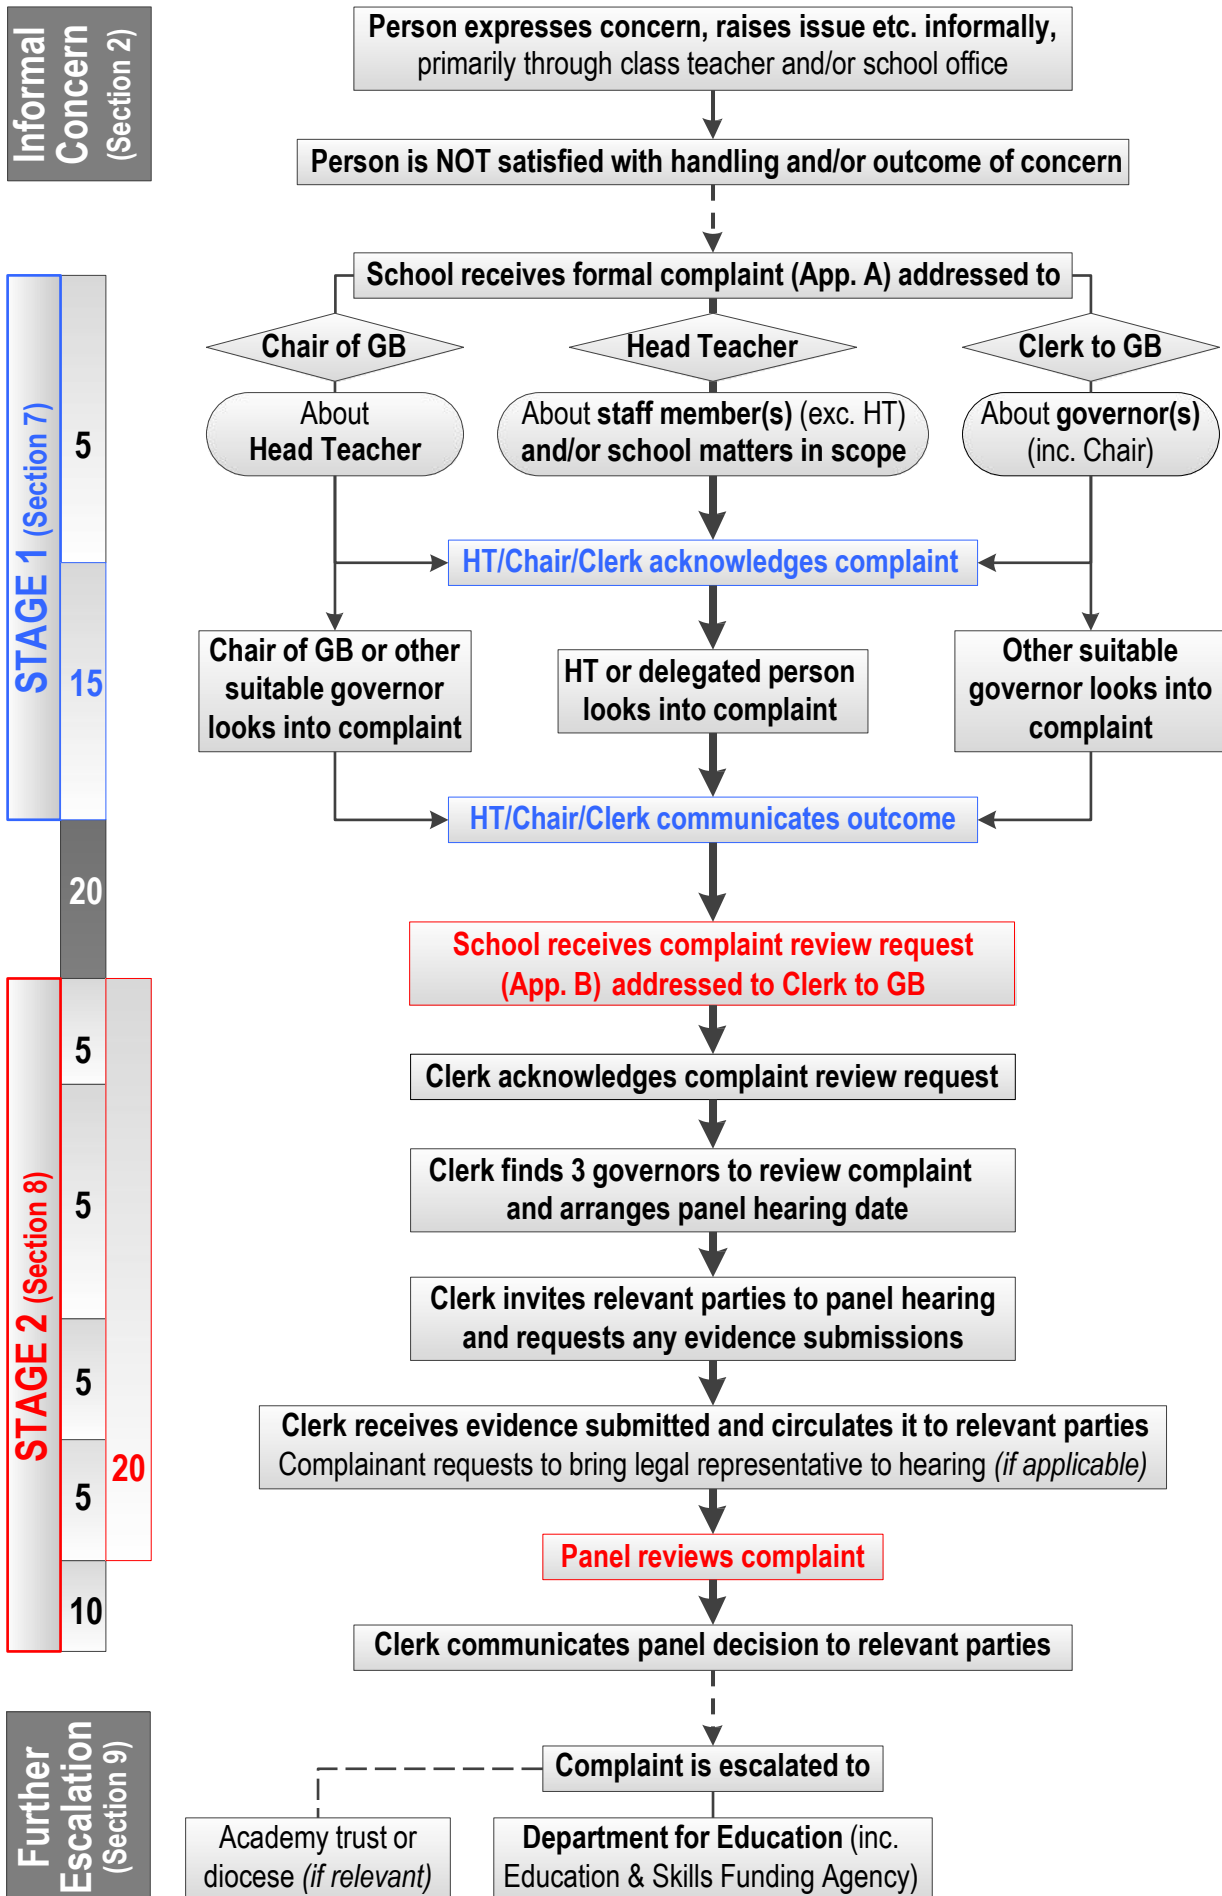 Informal
Concern
(Section 2)
Person expresses concern, raises issue etc. informally,
primarily through class teacher and/or school office
Person is NOT satisfied with handling and/or outcome of concern
STAGE 1 (Section 7)
5
15
School receives formal complaint (App. A) addressed to
Chair of GB
Head Teacher
Clerk to GB
About
Head Teacher
About staff member(s) (exc. HT)
and/or school matters in scope
About governor(s)
(inc. Chair)
HT/Chair/Clerk acknowledges complaint
Chair of GB or other
suitable governor
looks into complaint
HT or delegated person
looks into complaint
Other suitable
governor looks into
complaint
HT/Chair/Clerk communicates outcome
20
School receives complaint review request
(App. B) addressed to Clerk to GB
STAGE 2 (Section 8)
5
5
5
5
20
10
Clerk acknowledges complaint review request
Clerk finds 3 governors to review complaint
and arranges panel hearing date
Clerk invites relevant parties to panel hearing
and requests any evidence submissions
Clerk receives evidence submitted and circulates it to relevant parties
Complainant requests to bring legal representative to hearing (if applicable)
Panel reviews complaint
Clerk communicates panel decision to relevant parties
Further
Escalation
(Section 9)
Complaint is escalated to
Academy trust or
diocese (if relevant)
Department for Education (inc.
Education & Skills Funding Agency)